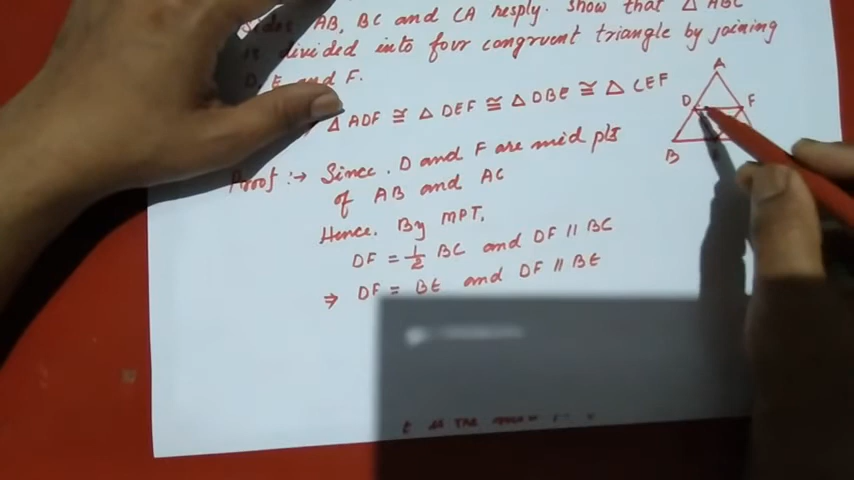 sides AB, BC and CA resply. Show that △ ABC
is divided into four congruent triangle by joining
D, E and F.
△ ADF ≅ △ DEF ≅ △ DBE ≅ △ CEF
Proof :→ Since. D and F are mid pts
of AB and AC
Hence. By MPT,
DF = 1/2 BC and DF || BC
⇒ DF = BE and DF || BE
A
D F
B